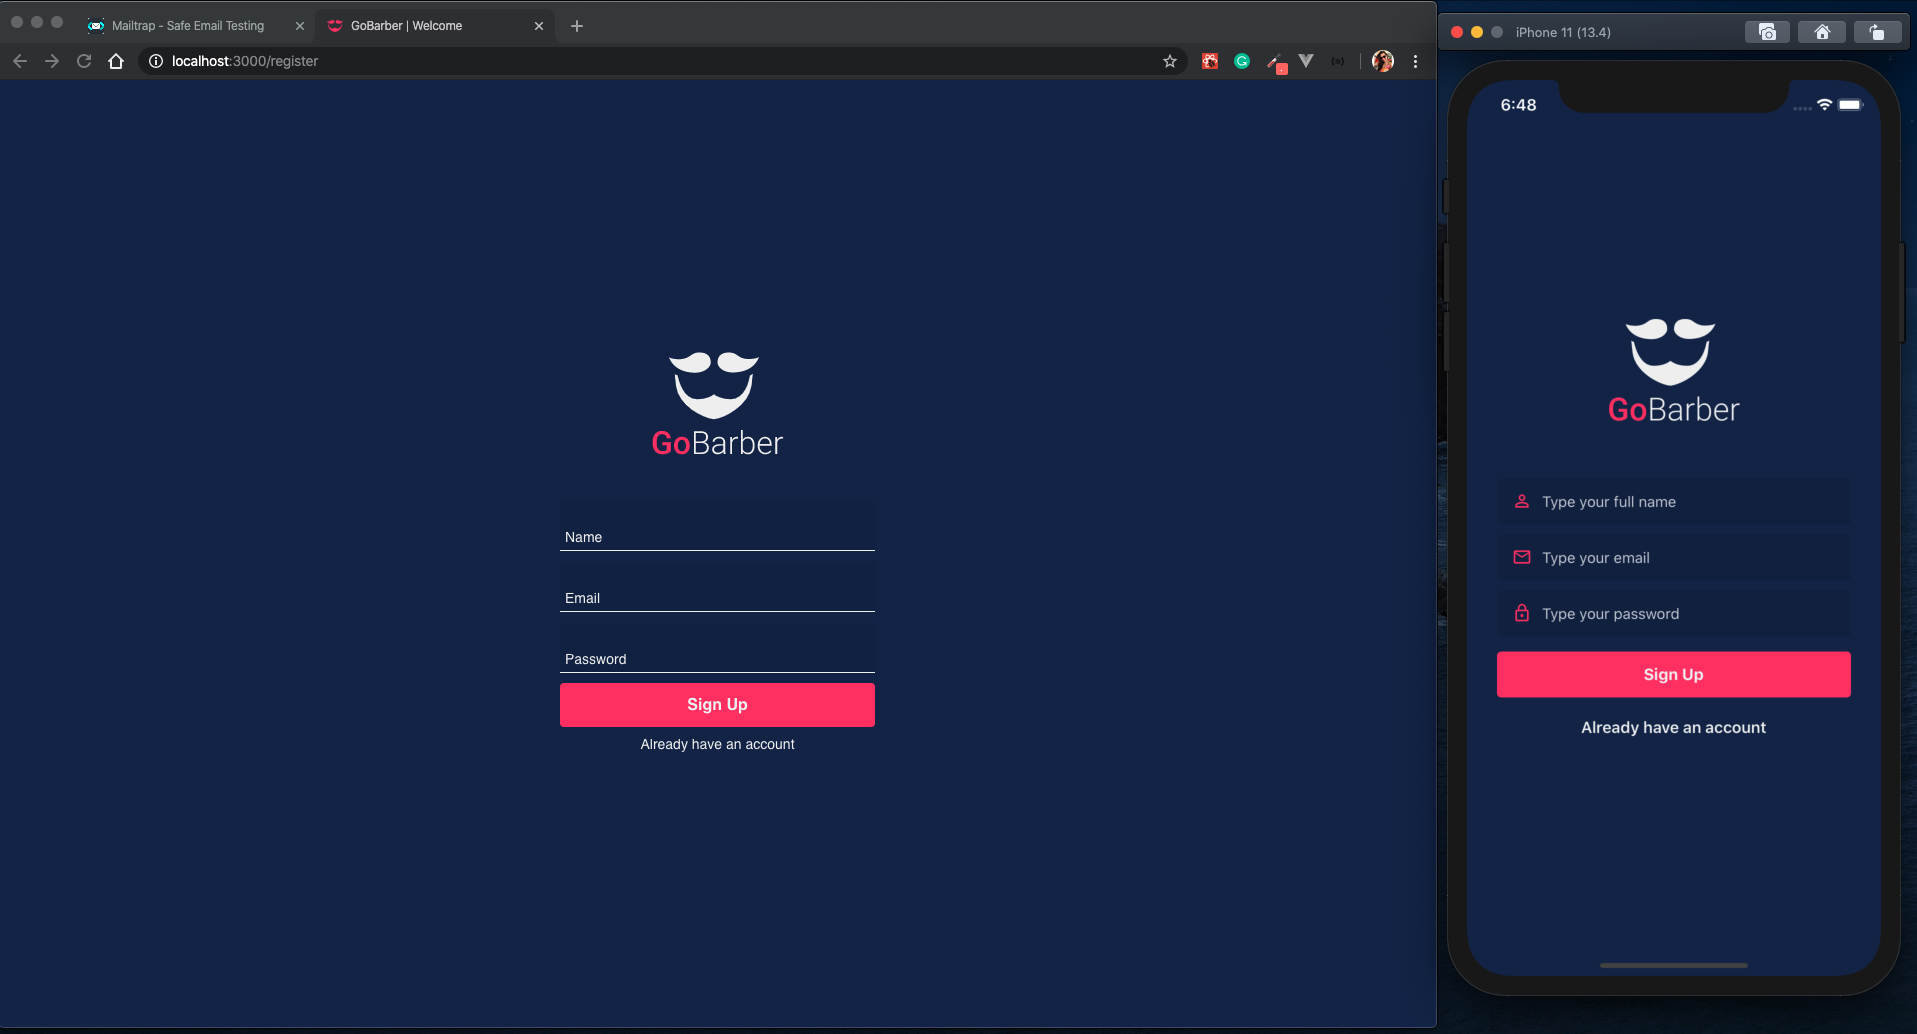 Mailtrap - Safe Email Testing
GoBarber | Welcome
localhost:3000/register
GoBarber
Name
Email
Password
Sign Up
Already have an account
iPhone 11 (13.4)
6:48
GoBarber
Type your full name
Type your email
Type your password
Sign Up
Already have an account